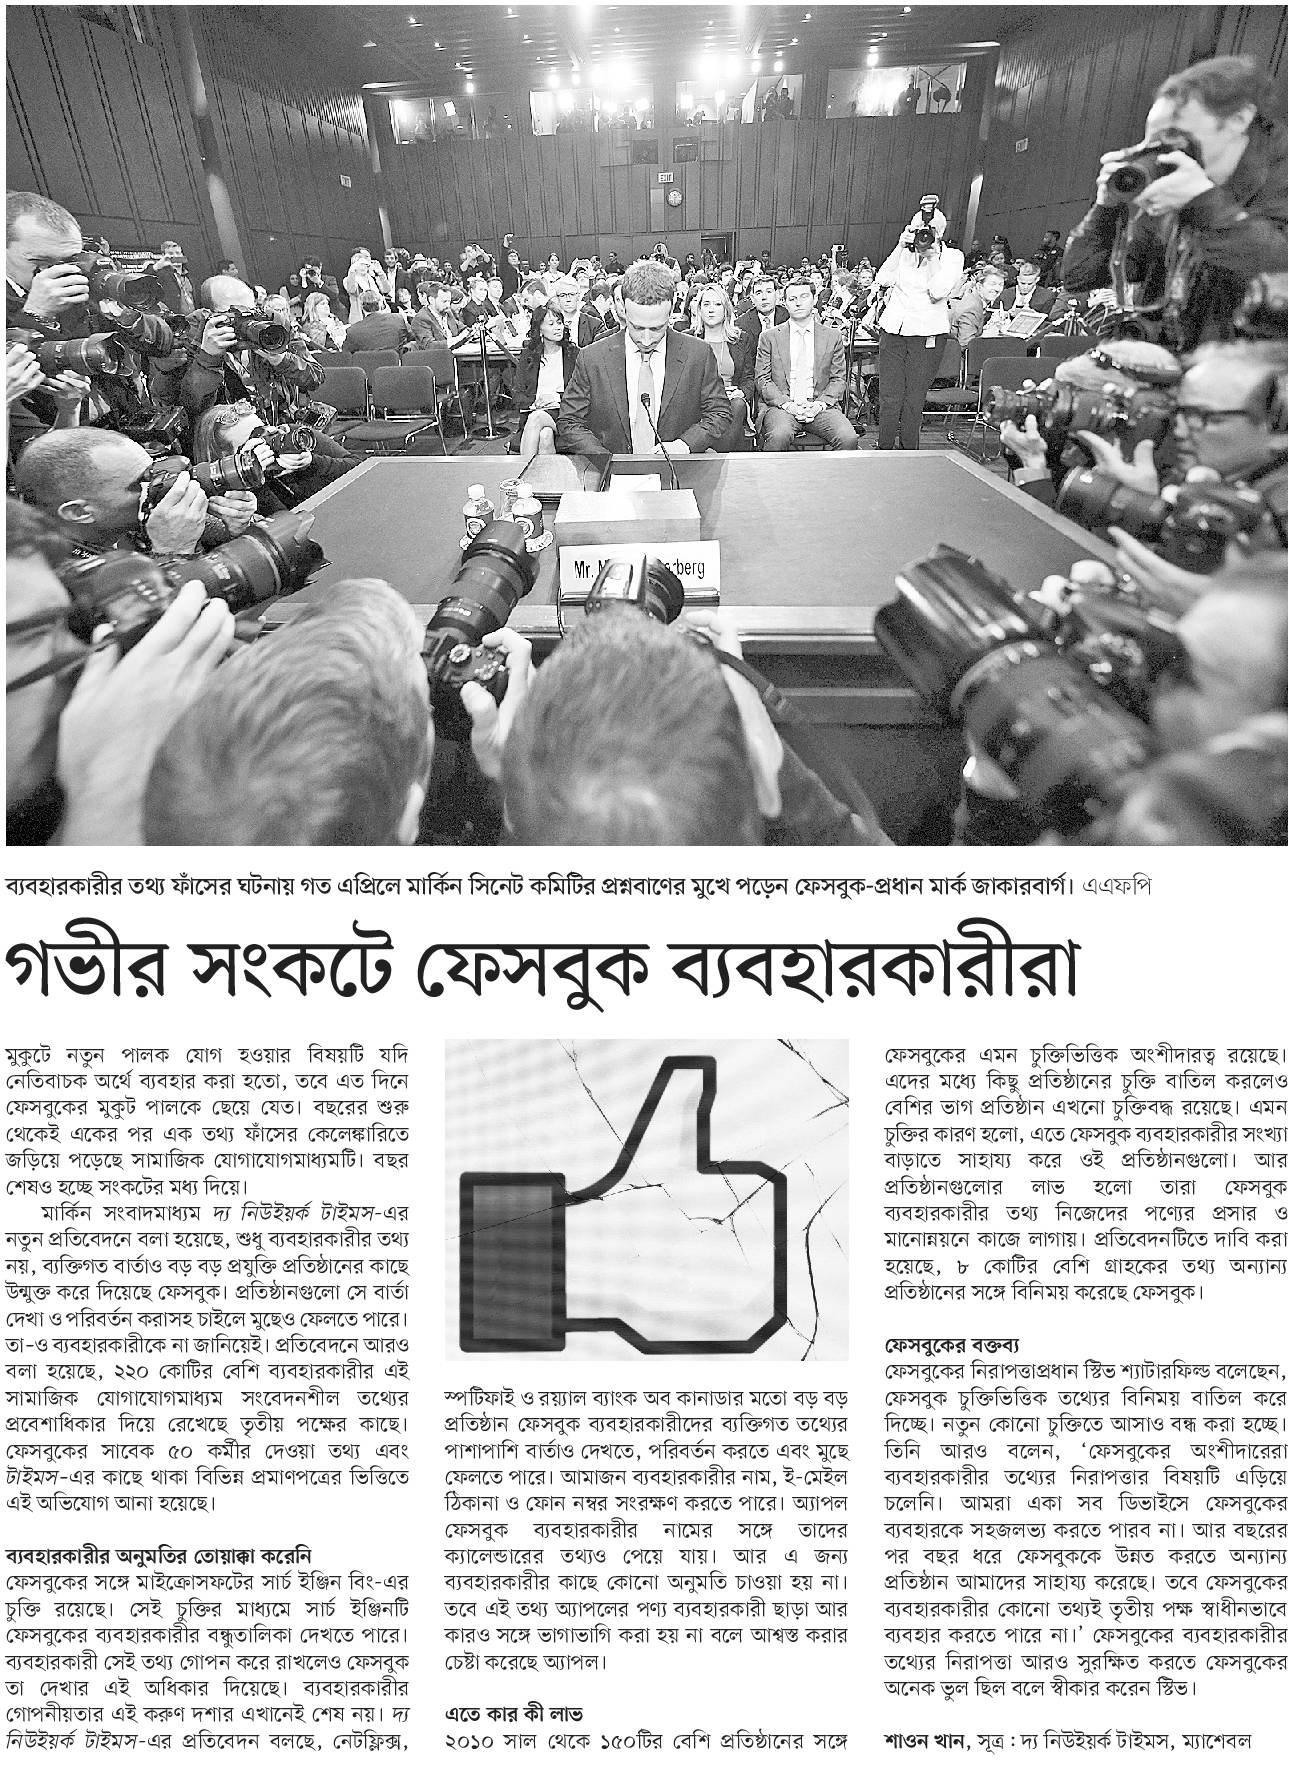 EXIT
Mr. M rberg
ব্যবহারকারীর তথ্য ফাঁসের ঘটনায় গত এপ্রিলে মার্কিন সিনেট কমিটির প্রশ্নবাণের মুখে পড়েন ফেসবুক-প্রধান মার্ক জাকারবার্গ। এএফপি
গভীর সংকটে ফেসবুক ব্যবহারকারীরা
মুকুটে নতুন পালক যোগ হওয়ার বিষয়টি যদি
নেতিবাচক অর্থে ব্যবহার করা হতো, তবে এত দিনে
ফেসবুকের মুকুট পালকে ছেয়ে যেত। বছরের শুরু
থেকেই একের পর এক তথ্য ফাঁসের কেলেঙ্কারিতে
জড়িয়ে পড়েছে সামাজিক যোগাযোগমাধ্যমটি। বছর
শেষও হচ্ছে সংকটের মধ্য দিয়ে।
মার্কিন সংবাদমাধ্যম দ্য নিউইয়র্ক টাইমস-এর
নতুন প্রতিবেদনে বলা হয়েছে, শুধু ব্যবহারকারীর তথ্য
নয়, ব্যক্তিগত বার্তাও বড় বড় প্রযুক্তি প্রতিষ্ঠানের কাছে
উন্মুক্ত করে দিয়েছে ফেসবুক। প্রতিষ্ঠানগুলো সে বার্তা
দেখা ও পরিবর্তন করাসহ চাইলে মুছেও ফেলতে পারে।
তা-ও ব্যবহারকারীকে না জানিয়েই। প্রতিবেদনে আরও
বলা হয়েছে, ২২০ কোটির বেশি ব্যবহারকারীর এই
সামাজিক যোগাযোগমাধ্যম সংবেদনশীল তথ্যের
প্রবেশাধিকার দিয়ে রেখেছে তৃতীয় পক্ষের কাছে।
ফেসবুকের সাবেক ৫০ কর্মীর দেওয়া তথ্য এবং
টাইমস-এর কাছে থাকা বিভিন্ন প্রমাণপত্রের ভিত্তিতে
এই অভিযোগ আনা হয়েছে।
ব্যবহারকারীর অনুমতির তোয়াক্কা করেনি
ফেসবুকের সঙ্গে মাইক্রোসফটের সার্চ ইঞ্জিন বিং-এর
চুক্তি রয়েছে। সেই চুক্তির মাধ্যমে সার্চ ইঞ্জিনটি
ফেসবুকের ব্যবহারকারীর বন্ধুতালিকা দেখতে পারে।
ব্যবহারকারী সেই তথ্য গোপন করে রাখলেও ফেসবুক
তা দেখার এই অধিকার দিয়েছে। ব্যবহারকারীর
গোপনীয়তার এই করুণ দশার এখানেই শেষ নয়। দ্য
নিউইয়র্ক টাইমস-এর প্রতিবেদন বলছে, নেটফ্লিক্স,
স্পটিফাই ও রয়্যাল ব্যাংক অব কানাডার মতো বড় বড়
প্রতিষ্ঠান ফেসবুক ব্যবহারকারীদের ব্যক্তিগত তথ্যের
পাশাপাশি বার্তাও দেখতে, পরিবর্তন করতে এবং মুছে
ফেলতে পারে। আমাজন ব্যবহারকারীর নাম, ই-মেইল
ঠিকানা ও ফোন নম্বর সংরক্ষণ করতে পারে। অ্যাপল
ফেসবুক ব্যবহারকারীর নামের সঙ্গে তাদের
ক্যালেন্ডারের তথ্যও পেয়ে যায়। আর এ জন্য
ব্যবহারকারীর কাছে কোনো অনুমতি চাওয়া হয় না।
তবে এই তথ্য অ্যাপলের পণ্য ব্যবহারকারী ছাড়া আর
কারও সঙ্গে ভাগাভাগি করা হয় না বলে আশ্বস্ত করার
চেষ্টা করেছে অ্যাপল।
এতে কার কী লাভ
২০১০ সাল থেকে ১৫০টির বেশি প্রতিষ্ঠানের সঙ্গে
ফেসবুকের এমন চুক্তিভিত্তিক অংশীদারত্ব রয়েছে।
এদের মধ্যে কিছু প্রতিষ্ঠানের চুক্তি বাতিল করলেও
বেশির ভাগ প্রতিষ্ঠান এখনো চুক্তিবদ্ধ রয়েছে। এমন
চুক্তির কারণ হলো, এতে ফেসবুক ব্যবহারকারীর সংখ্যা
বাড়াতে সাহায্য করে ওই প্রতিষ্ঠানগুলো। আর
প্রতিষ্ঠানগুলোর লাভ হলো তারা ফেসবুক
ব্যবহারকারীর তথ্য নিজেদের পণ্যের প্রসার ও
মানোন্নয়নে কাজে লাগায়। প্রতিবেদনটিতে দাবি করা
হয়েছে, ৮ কোটির বেশি গ্রাহকের তথ্য অন্যান্য
প্রতিষ্ঠানের সঙ্গে বিনিময় করেছে ফেসবুক।
ফেসবুকের বক্তব্য
ফেসবুকের নিরাপত্তাপ্রধান স্টিভ শ্যাটারফিল্ড বলেছেন,
ফেসবুক চুক্তিভিত্তিক তথ্যের বিনিময় বাতিল করে
দিচ্ছে। নতুন কোনো চুক্তিতে আসাও বন্ধ করা হচ্ছে।
তিনি আরও বলেন, ‘ফেসবুকের অংশীদারেরা
ব্যবহারকারীর তথ্যের নিরাপত্তার বিষয়টি এড়িয়ে
চলেনি। আমরা একা সব ডিভাইসে ফেসবুকের
ব্যবহারকে সহজলভ্য করতে পারব না। আর বছরের
পর বছর ধরে ফেসবুককে উন্নত করতে অন্যান্য
প্রতিষ্ঠান আমাদের সাহায্য করেছে। তবে ফেসবুকের
ব্যবহারকারীর কোনো তথ্যই তৃতীয় পক্ষ স্বাধীনভাবে
ব্যবহার করতে পারে না।’ ফেসবুকের ব্যবহারকারীর
তথ্যের নিরাপত্তা আরও সুরক্ষিত করতে ফেসবুকের
অনেক ভুল ছিল বলে স্বীকার করেন স্টিভ।
শাওন খান, সূত্র : দ্য নিউইয়র্ক টাইমস, ম্যাশেবল